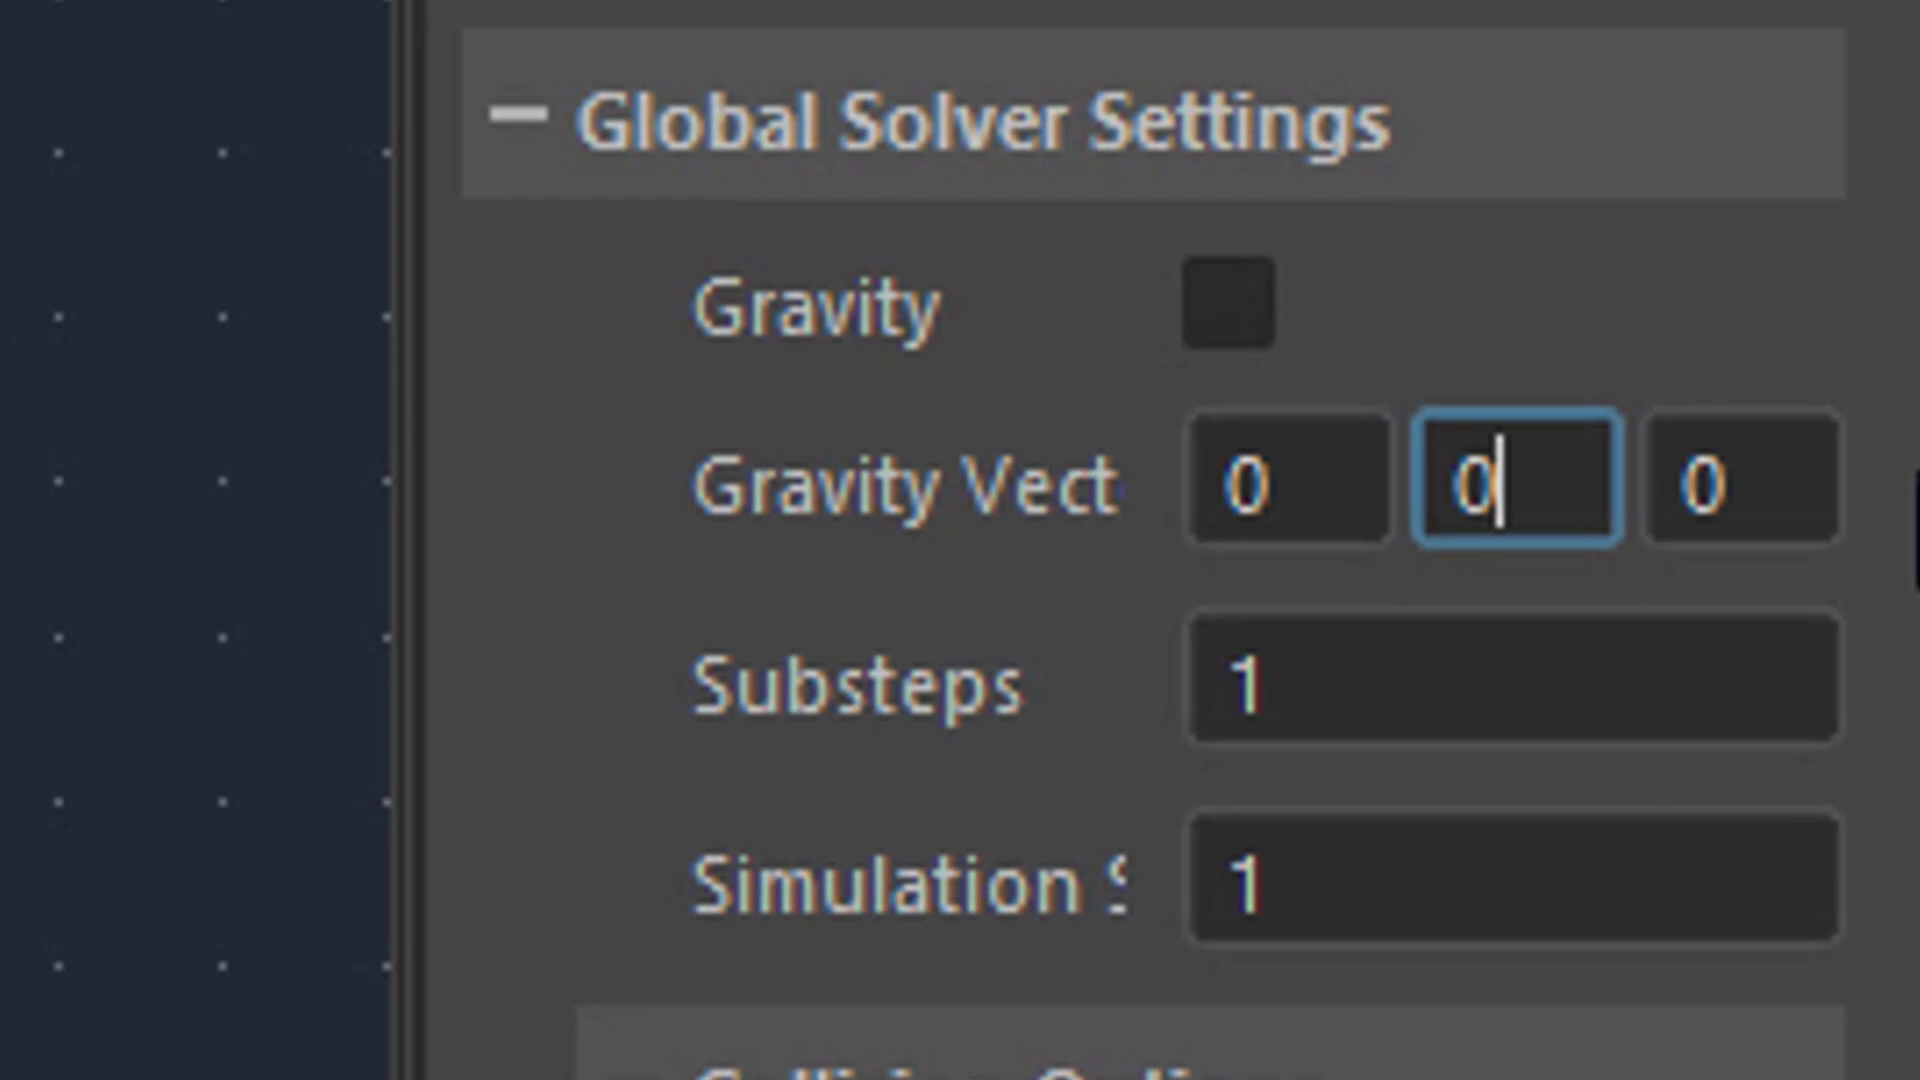 Global Solver Settings
Gravity
Gravity Vect 0 0 0
Substeps 1
Simulation 1